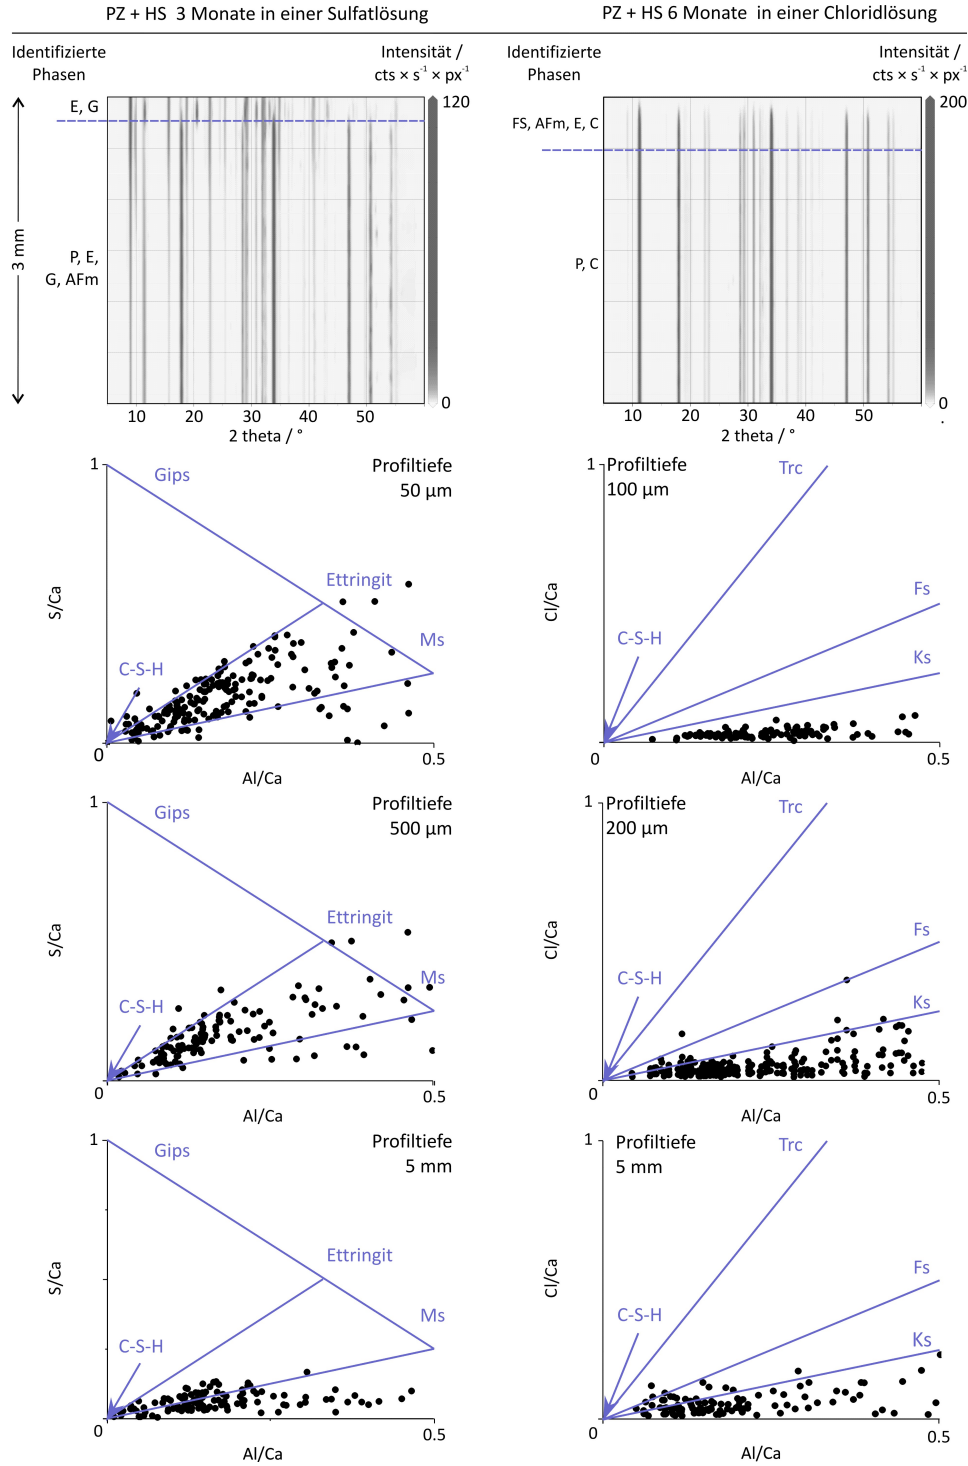 PZ + HS 3 Monate in einer Sulfatlösung
PZ + HS 6 Monate in einer Chloridlösung
Identifizierte
Phasen
Intensität /
cts × s⁻¹ × px⁻¹
Identifizierte
Phasen
Intensität /
cts × s⁻¹ × px⁻¹
E, G
120
P, E,
G, AFm
3 mm
0
10 20 30 40 50
2 theta / °
FS, AFm, E, C
200
P, C
0
10 20 30 40 50
2 theta / °
1
Gips
Profiltiefe
50 µm
Ettringit
Ms
C-S-H
S/Ca
0
0.5
Al/Ca
1
Profiltiefe
100 µm
Trc
Fs
Ks
C-S-H
Cl/Ca
0
0.5
Al/Ca
1
Gips
Profiltiefe
500 µm
Ettringit
Ms
C-S-H
S/Ca
0
0.5
Al/Ca
1
Profiltiefe
200 µm
Trc
Fs
Ks
C-S-H
Cl/Ca
0
0.5
Al/Ca
1
Gips
Profiltiefe
5 mm
Ettringit
Ms
C-S-H
S/Ca
0
0.5
Al/Ca
1
Profiltiefe
5 mm
Trc
Fs
Ks
C-S-H
Cl/Ca
0
0.5
Al/Ca